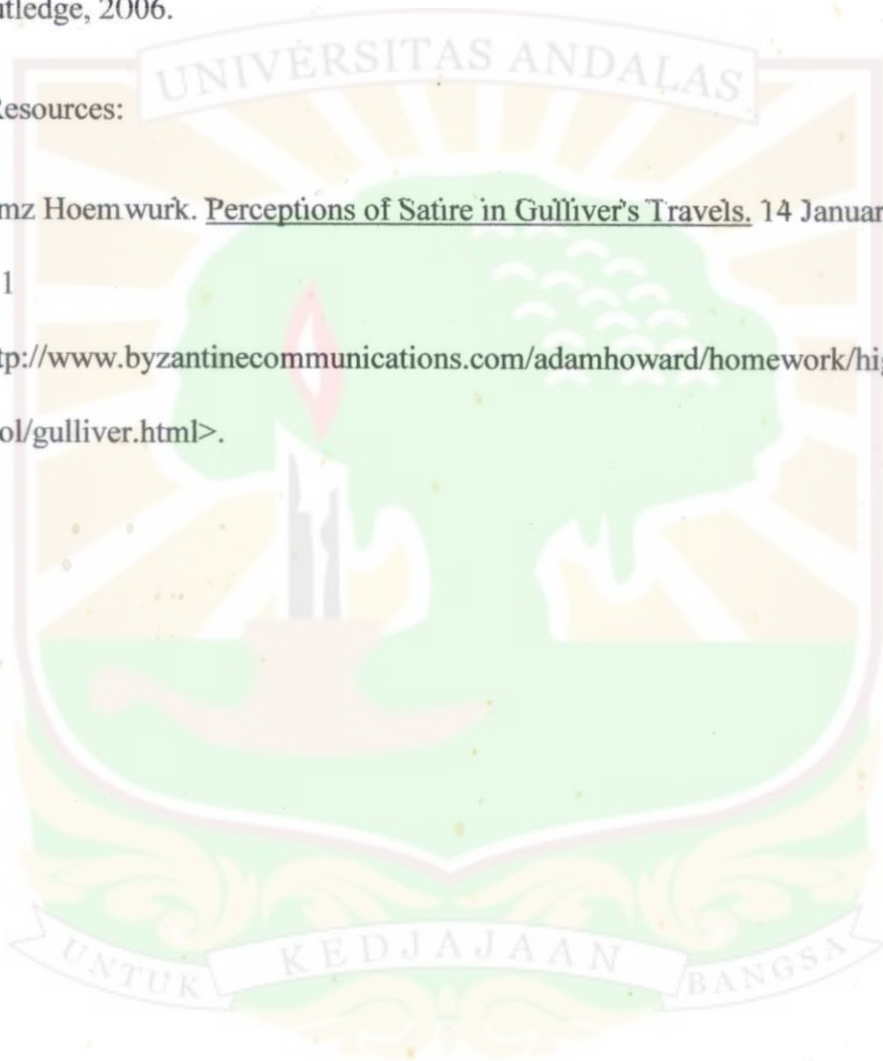 utledge, 2006.
UNIVERSITAS ANDALAS
Resources:
mz Hoemwurk. Perceptions of Satire in Gulliver's Travels. 14 Januar
1
tp://www.byzantinecommunications.com/adamhoward/homework/hig
ol/gulliver.html>.
UNTUK KEDJAJAAN BANGSA